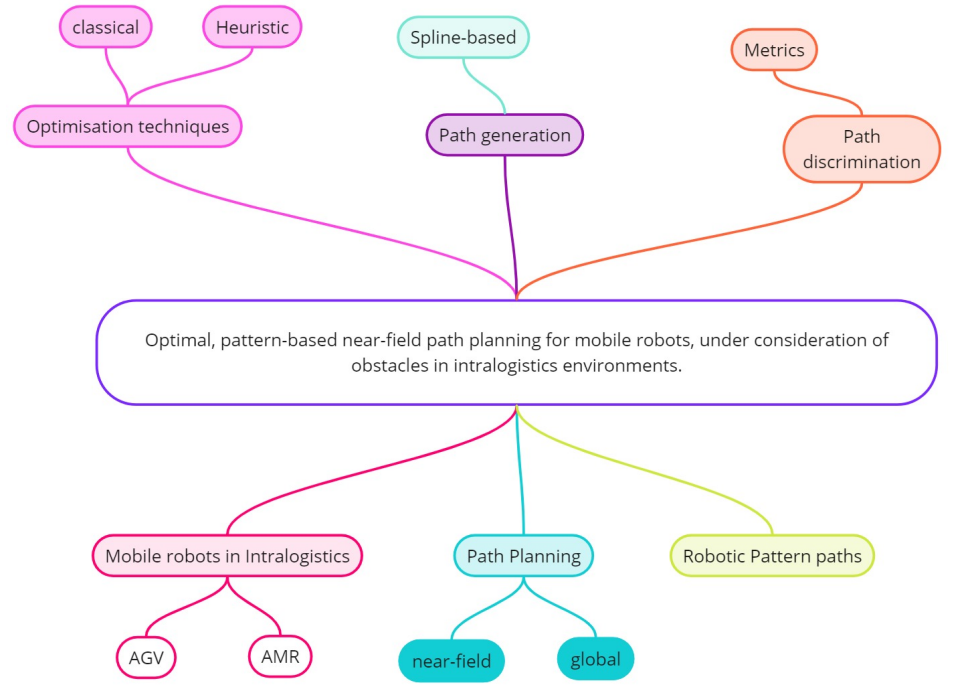 classical
Heuristic
Spline-based
Metrics
Optimisation techniques
Path generation
Path
discrimination
Optimal, pattern-based near-field path planning for mobile robots, under consideration of
obstacles in intralogistics environments.
Mobile robots in Intralogistics
Path Planning
Robotic Pattern paths
AGV
AMR
near-field
global